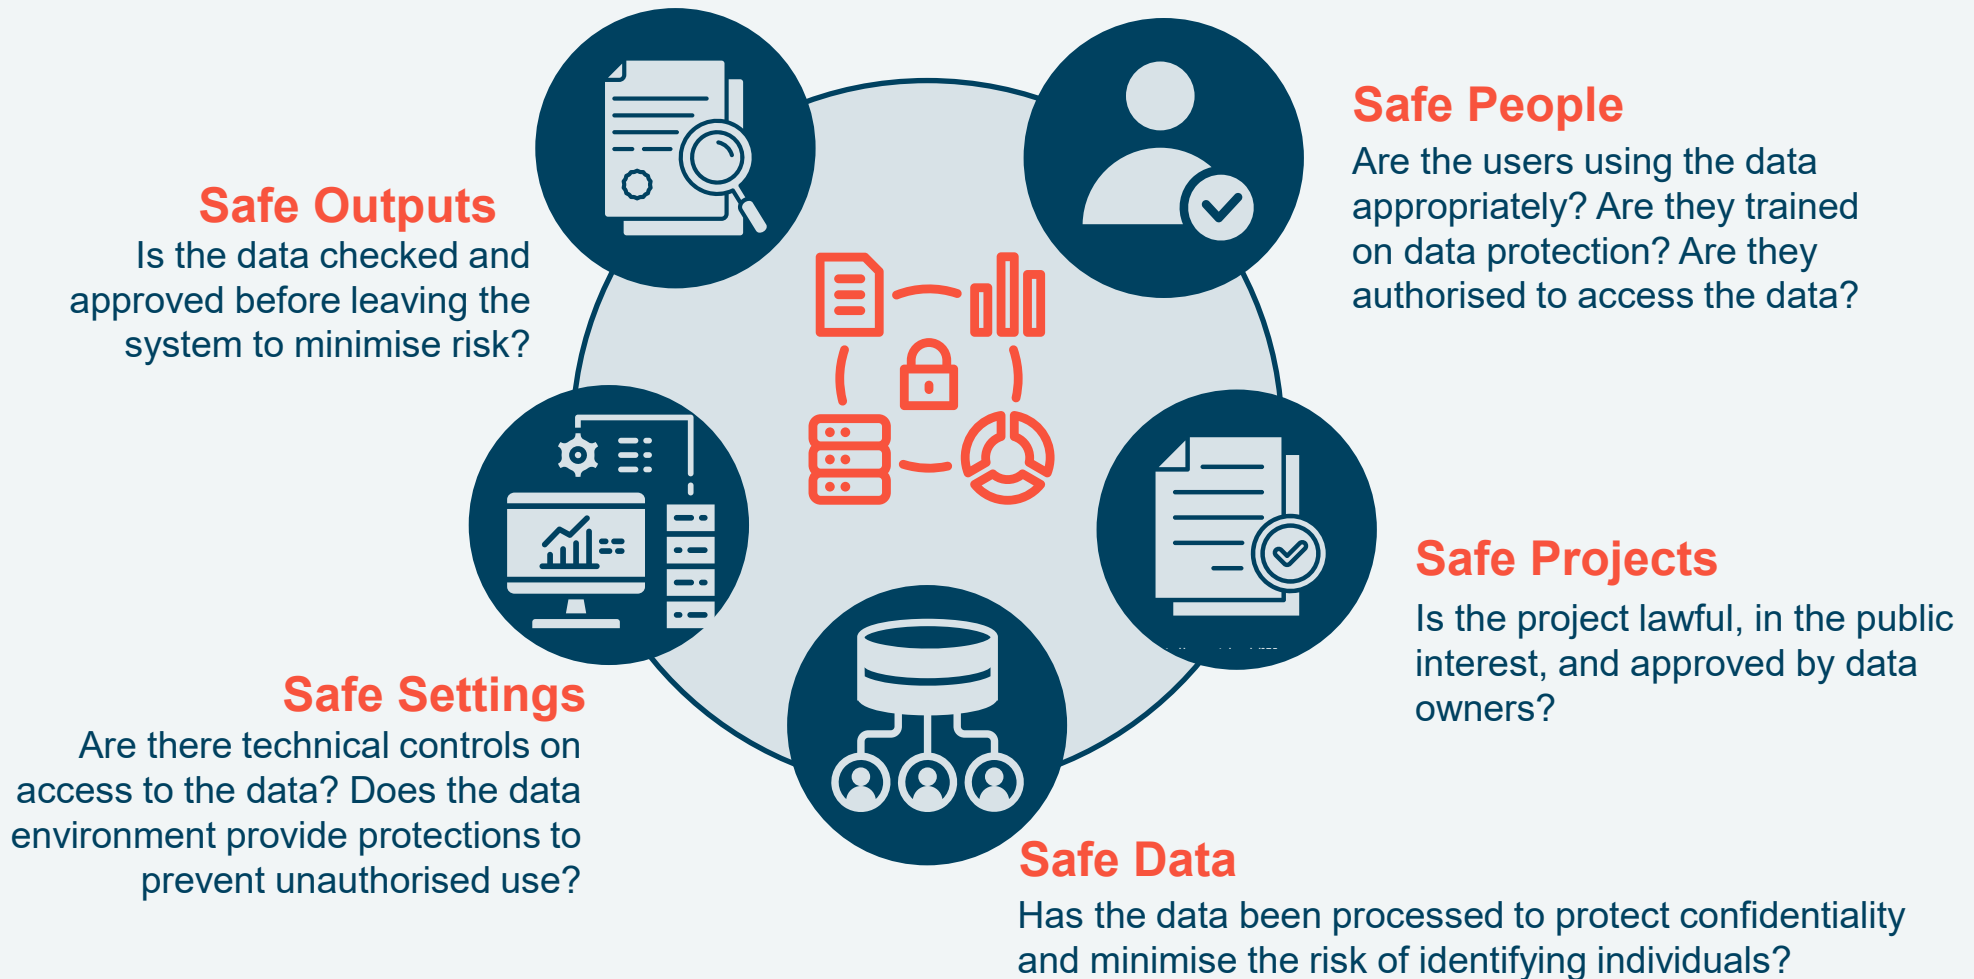 Safe People
Are the users using the data
appropriately? Are they trained
on data protection? Are they
authorised to access the data?
Safe Projects
Is the project lawful, in the public
interest, and approved by data
owners?
Safe Data
Has the data been processed to protect confidentiality
and minimise the risk of identifying individuals?
Safe Settings
Are there technical controls on
access to the data? Does the data
environment provide protections to
prevent unauthorised use?
Safe Outputs
Is the data checked and
approved before leaving the
system to minimise risk?